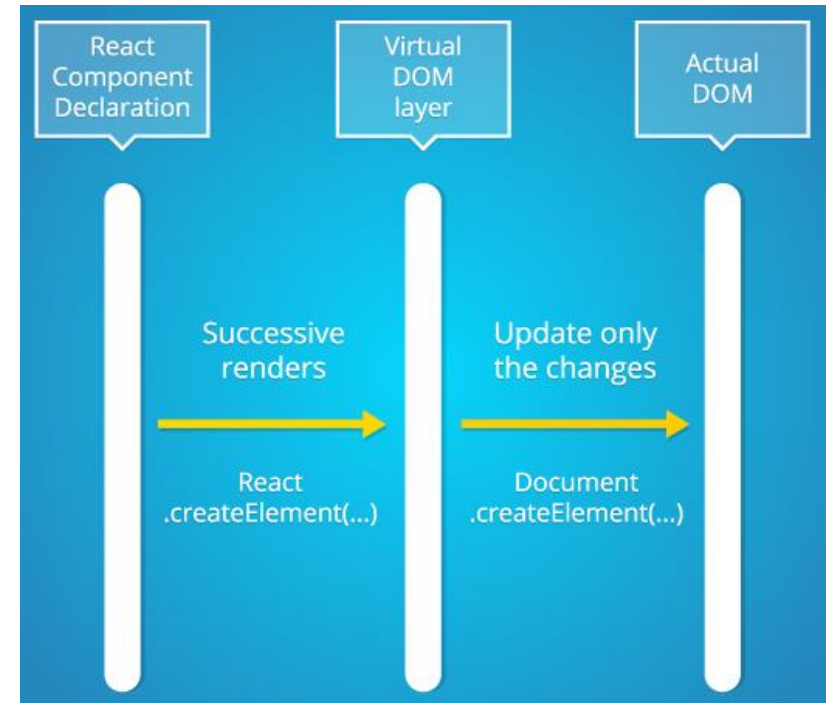 React
Component
Declaration
Virtual
DOM
layer
Actual
DOM
Successive
renders
Update only
the changes
React
.createElement(...)
Document
.createElement(...)